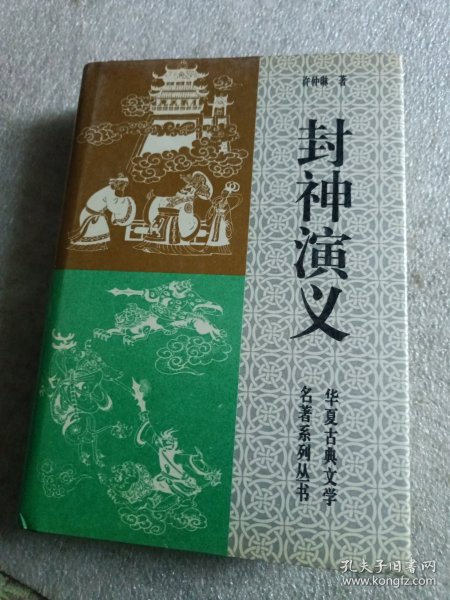 许仲琳 著
封神演义
华夏古典文学
名著系列丛书
孔夫子旧书网
www.kongfz.com